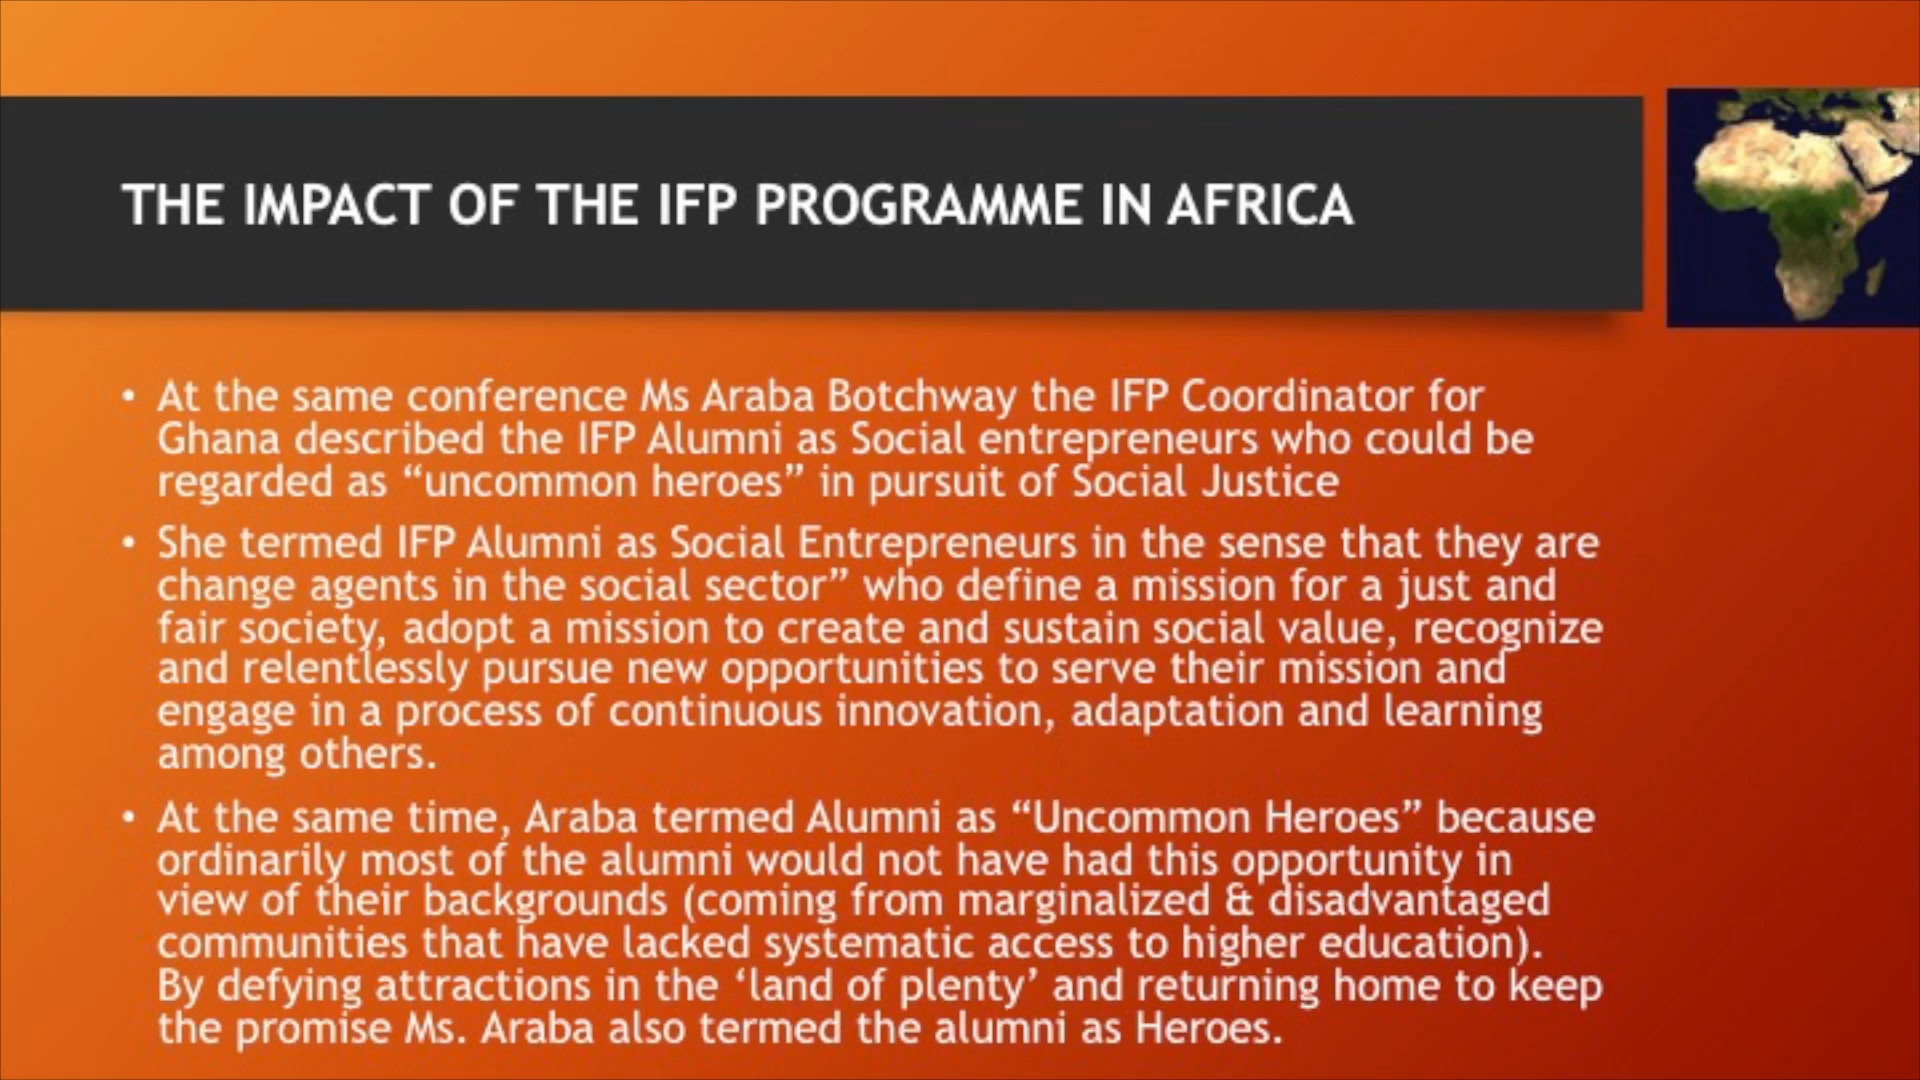 THE IMPACT OF THE IFP PROGRAMME IN AFRICA
• At the same conference Ms Araba Botchway the IFP Coordinator for
Ghana described the IFP Alumni as Social entrepreneurs who could be
regarded as “uncommon heroes” in pursuit of Social Justice
• She termed IFP Alumni as Social Entrepreneurs in the sense that they are
change agents in the social sector” who define a mission for a just and
fair society, adopt a mission to create and sustain social value, recognize
and relentlessly pursue new opportunities to serve their mission and
engage in a process of continuous innovation, adaptation and learning
among others.
• At the same time, Araba termed Alumni as “Uncommon Heroes” because
ordinarily most of the alumni would not have had this opportunity in
view of their backgrounds (coming from marginalized & disadvantaged
communities that have lacked systematic access to higher education).
By defying attractions in the ‘land of plenty’ and returning home to keep
the promise Ms. Araba also termed the alumni as Heroes.